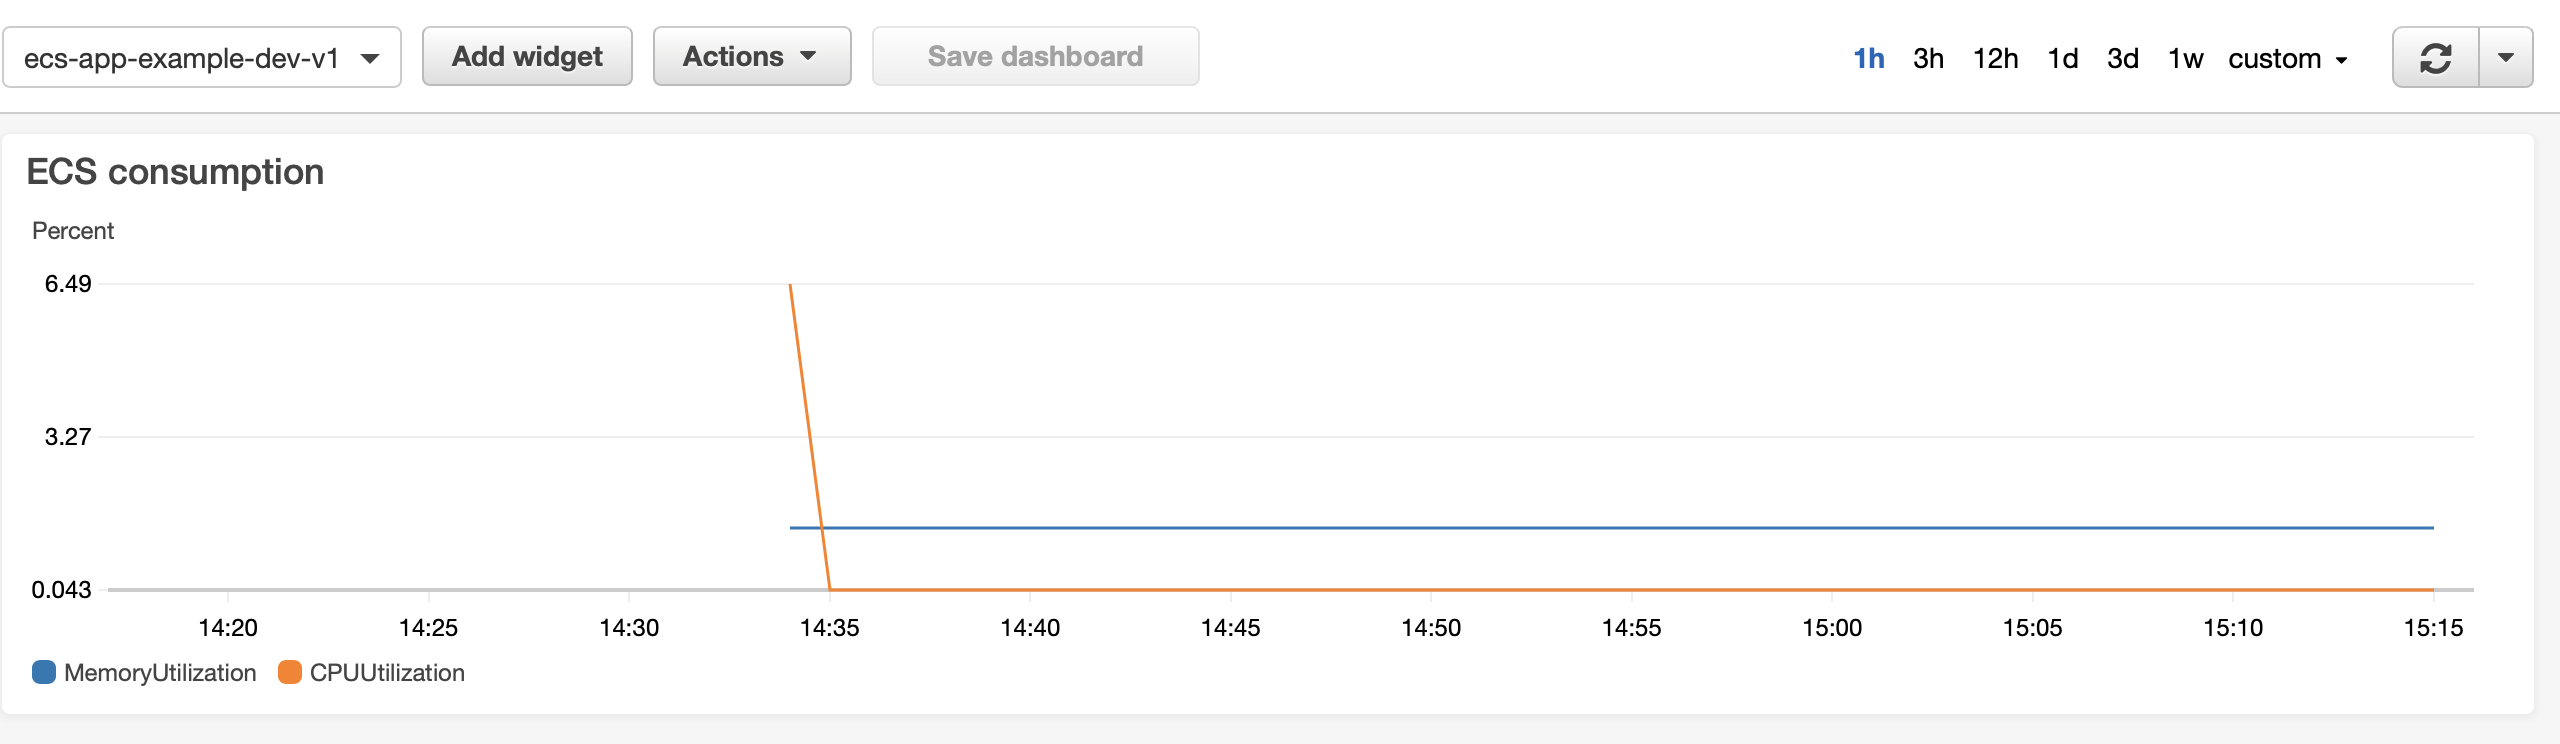 ecs-app-example-dev-v1 Add widget Actions Save dashboard 1h 3h 12h 1d 3d 1w custom
ECS consumption
Percent
6.49
3.27
0.043
14:20 14:25 14:30 14:35 14:40 14:45 14:50 14:55 15:00 15:05 15:10 15:15
MemoryUtilization CPUUtilization